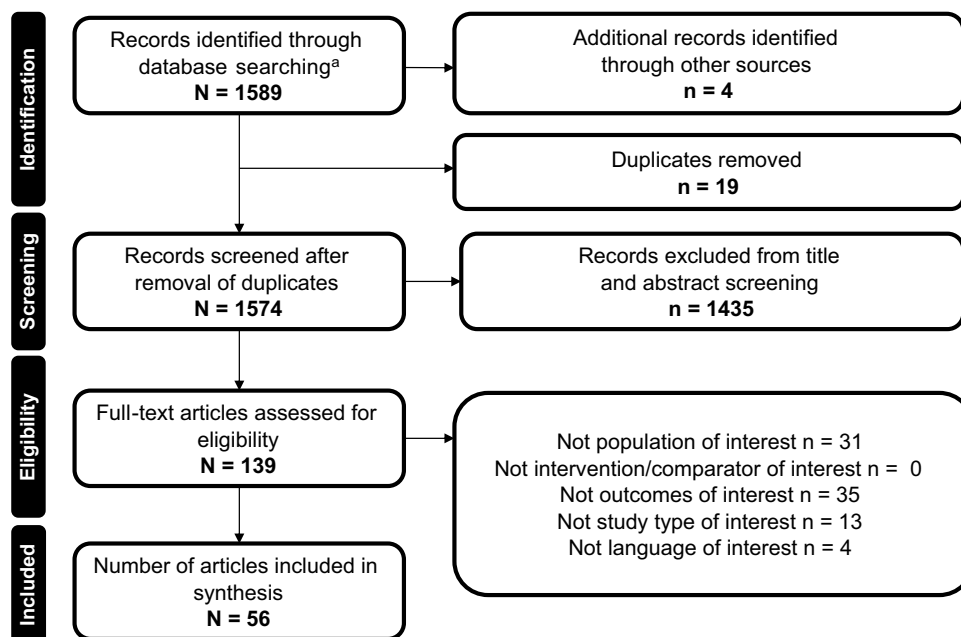 Identification
Records identified through
database searchingᵃ
N = 1589
Additional records identified
through other sources
n = 4
Duplicates removed
n = 19
Screening
Records screened after
removal of duplicates
N = 1574
Records excluded from title
and abstract screening
n = 1435
Eligibility
Full-text articles assessed for
eligibility
N = 139
Not population of interest n = 31
Not intervention/comparator of interest n = 0
Not outcomes of interest n = 35
Not study type of interest n = 13
Not language of interest n = 4
Included
Number of articles included in
synthesis
N = 56